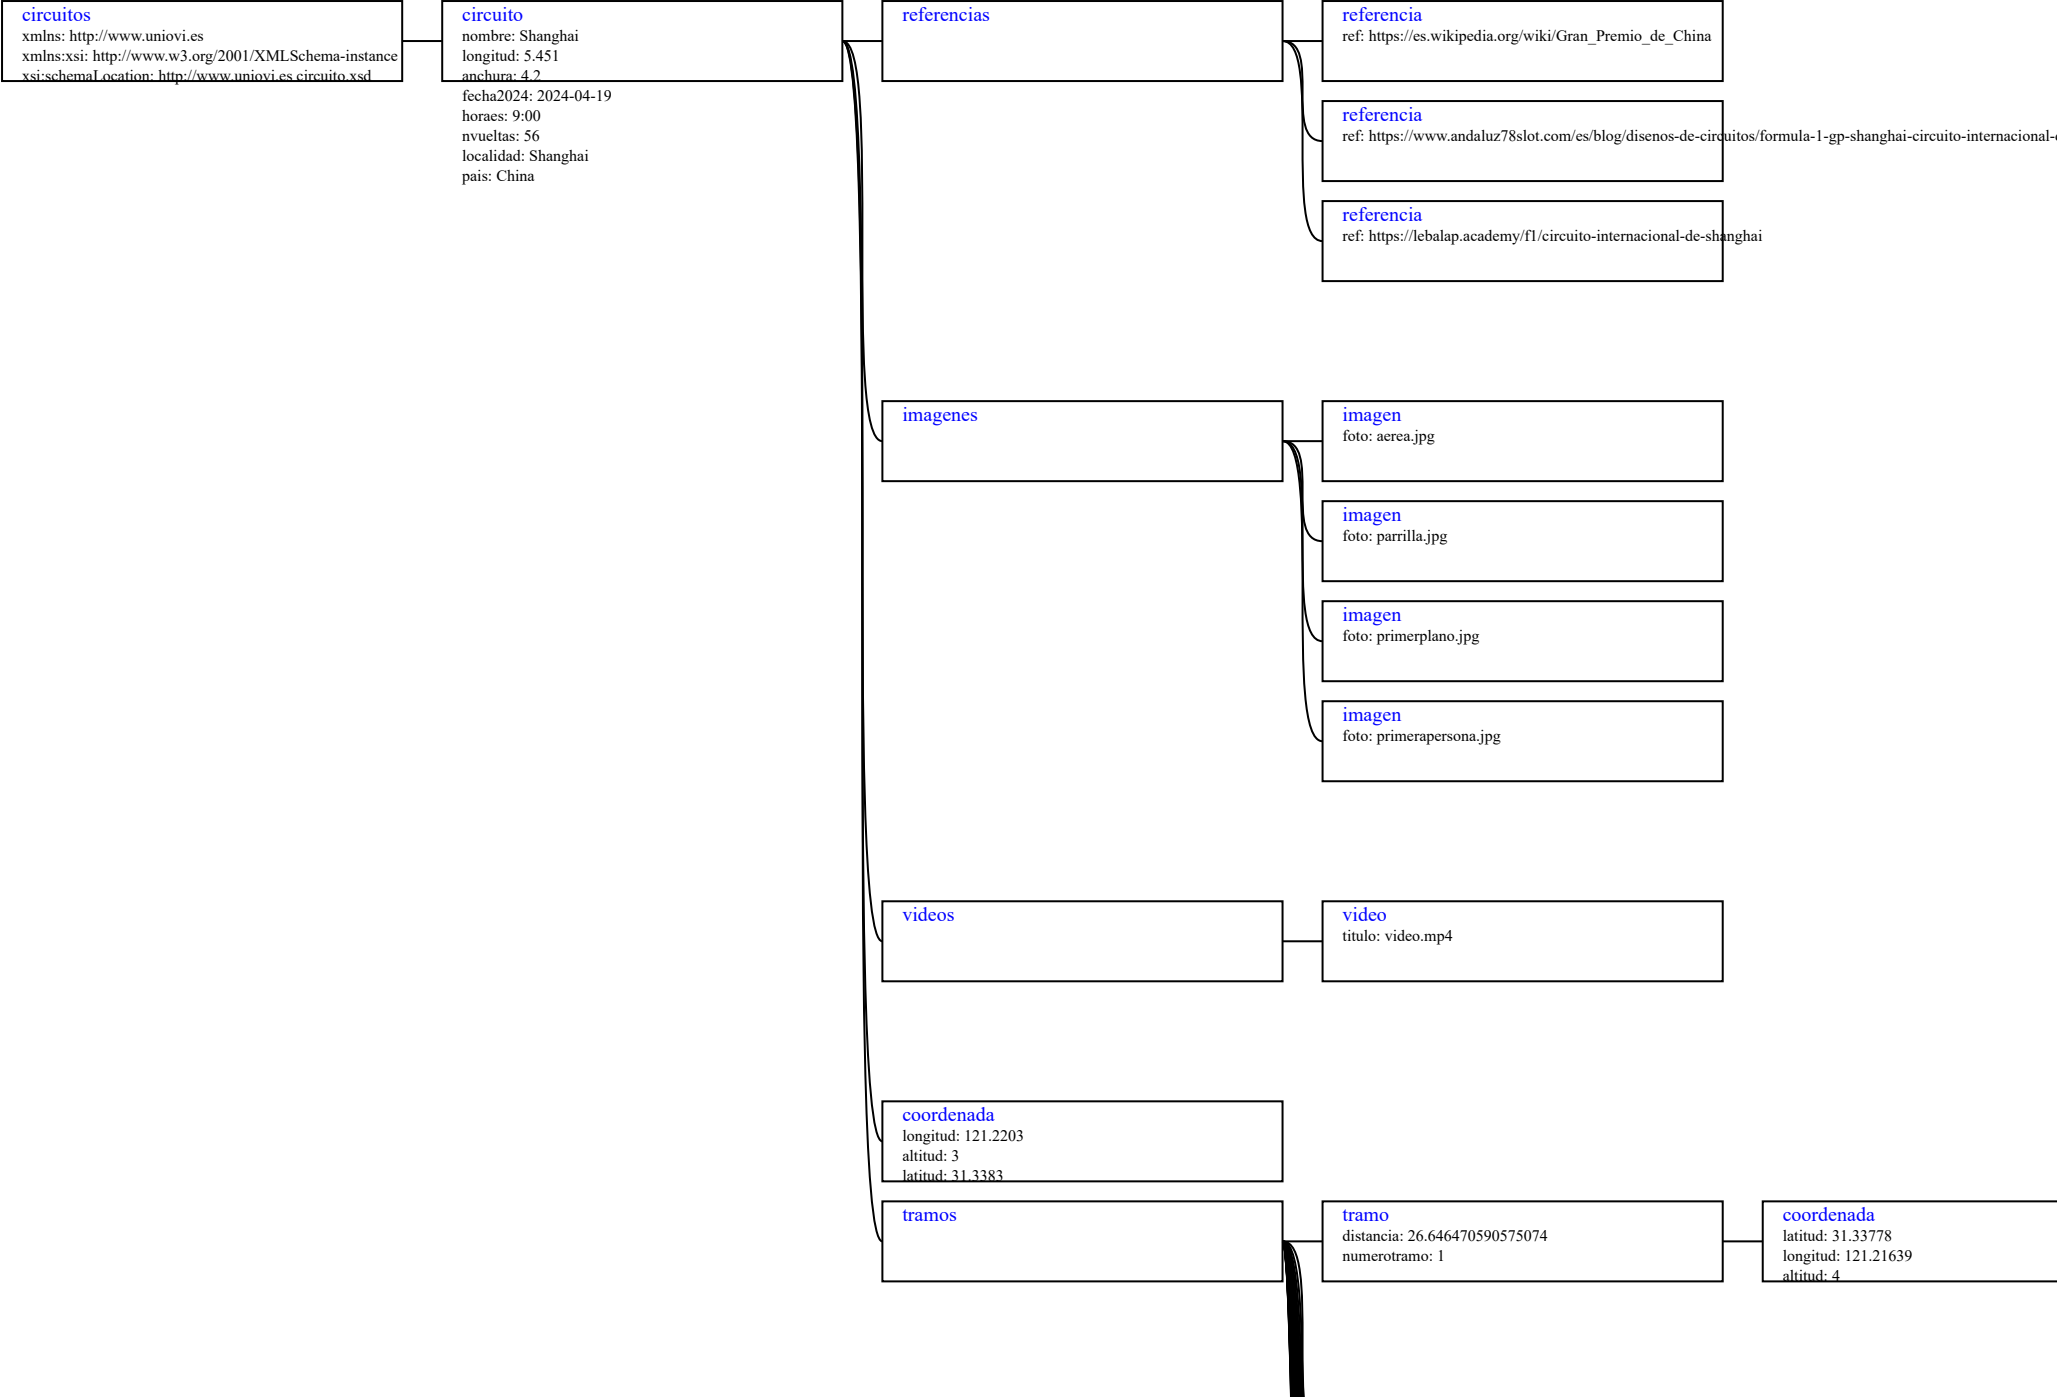 circuitos
xmlns: http://www.uniovi.es
xmlns:xsi: http://www.w3.org/2001/XMLSchema-instance
xsi:schemaLocation: http://www.uniovi.es circuito.xsd
circuito
nombre: Shanghai
longitud: 5.451
anchura: 4.2
fecha2024: 2024-04-19
horaes: 9:00
nvueltas: 56
localidad: Shanghai
pais: China
referencias
referencia
ref: https://es.wikipedia.org/wiki/Gran_Premio_de_China
referencia
ref: https://www.andaluz78slot.com/es/blog/disenos-de-circuitos/formula-1-gp-shanghai-circuito-internacional-
referencia
ref: https://lebalap.academy/f1/circuito-internacional-de-shanghai
imagenes
imagen
foto: aerea.jpg
imagen
foto: parrilla.jpg
imagen
foto: primerplano.jpg
imagen
foto: primerapersona.jpg
videos
video
titulo: video.mp4
coordenada
longitud: 121.2203
altitud: 3
latitud: 31.3383
tramos
tramo
distancia: 26.646470590575074
numerotramo: 1
coordenada
latitud: 31.33778
longitud: 121.21639
altitud: 4